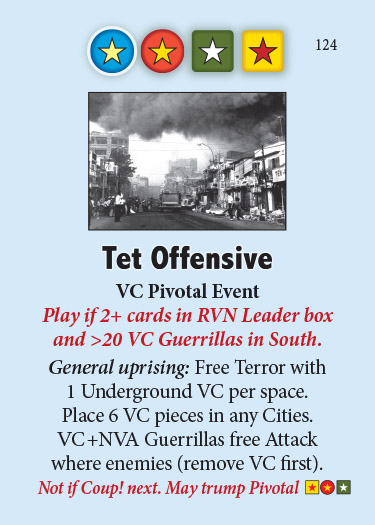 124
Tet Offensive
VC Pivotal Event
Play if 2+ cards in RVN Leader box
and >20 VC Guerrillas in South.
General uprising: Free Terror with
1 Underground VC per space.
Place 6 VC pieces in any Cities.
VC+NVA Guerrillas free Attack
where enemies (remove VC first).
Not if Coup! next. May trump Pivotal